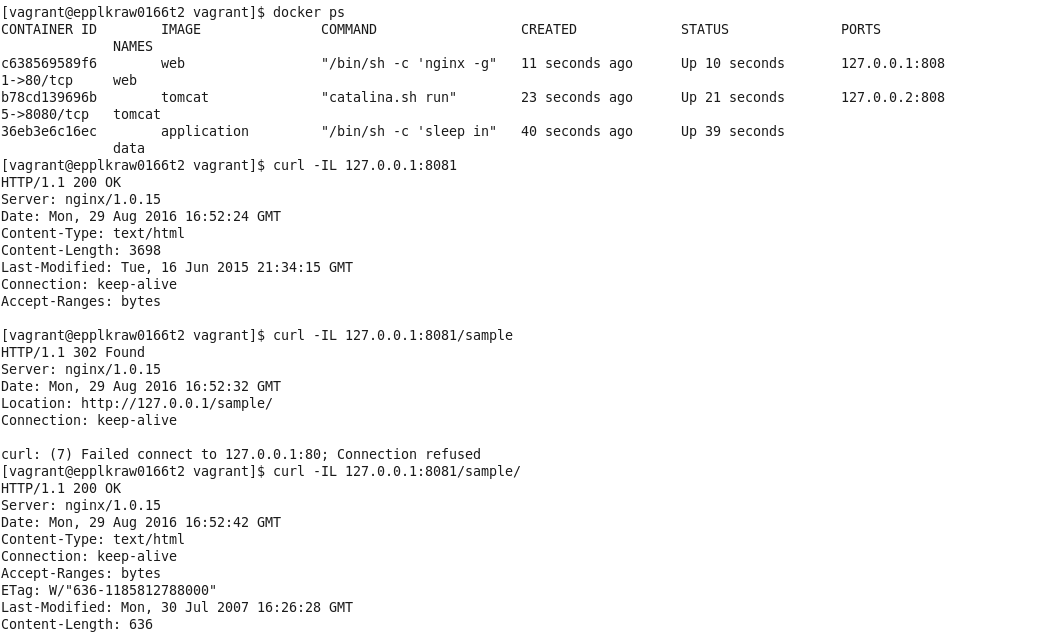 [vagrant@epplkraw0166t2 vagrant]$ docker ps
CONTAINER ID        IMAGE               COMMAND                  CREATED             STATUS              PORTS
              NAMES
c638569589f6        web                 "/bin/sh -c 'nginx -g"   11 seconds ago      Up 10 seconds       127.0.0.1:808
1->80/tcp     web
b78cd139696b        tomcat              "catalina.sh run"        23 seconds ago      Up 21 seconds       127.0.0.2:808
5->8080/tcp   tomcat
36eb3e6c16ec        application         "/bin/sh -c 'sleep in"   40 seconds ago      Up 39 seconds
              data
[vagrant@epplkraw0166t2 vagrant]$ curl -IL 127.0.0.1:8081
HTTP/1.1 200 OK
Server: nginx/1.0.15
Date: Mon, 29 Aug 2016 16:52:24 GMT
Content-Type: text/html
Content-Length: 3698
Last-Modified: Tue, 16 Jun 2015 21:34:15 GMT
Connection: keep-alive
Accept-Ranges: bytes

[vagrant@epplkraw0166t2 vagrant]$ curl -IL 127.0.0.1:8081/sample
HTTP/1.1 302 Found
Server: nginx/1.0.15
Date: Mon, 29 Aug 2016 16:52:32 GMT
Location: http://127.0.0.1/sample/
Connection: keep-alive

curl: (7) Failed connect to 127.0.0.1:80; Connection refused
[vagrant@epplkraw0166t2 vagrant]$ curl -IL 127.0.0.1:8081/sample/
HTTP/1.1 200 OK
Server: nginx/1.0.15
Date: Mon, 29 Aug 2016 16:52:42 GMT
Content-Type: text/html
Connection: keep-alive
Accept-Ranges: bytes
ETag: W/"636-1185812788000"
Last-Modified: Mon, 30 Jul 2007 16:26:28 GMT
Content-Length: 636